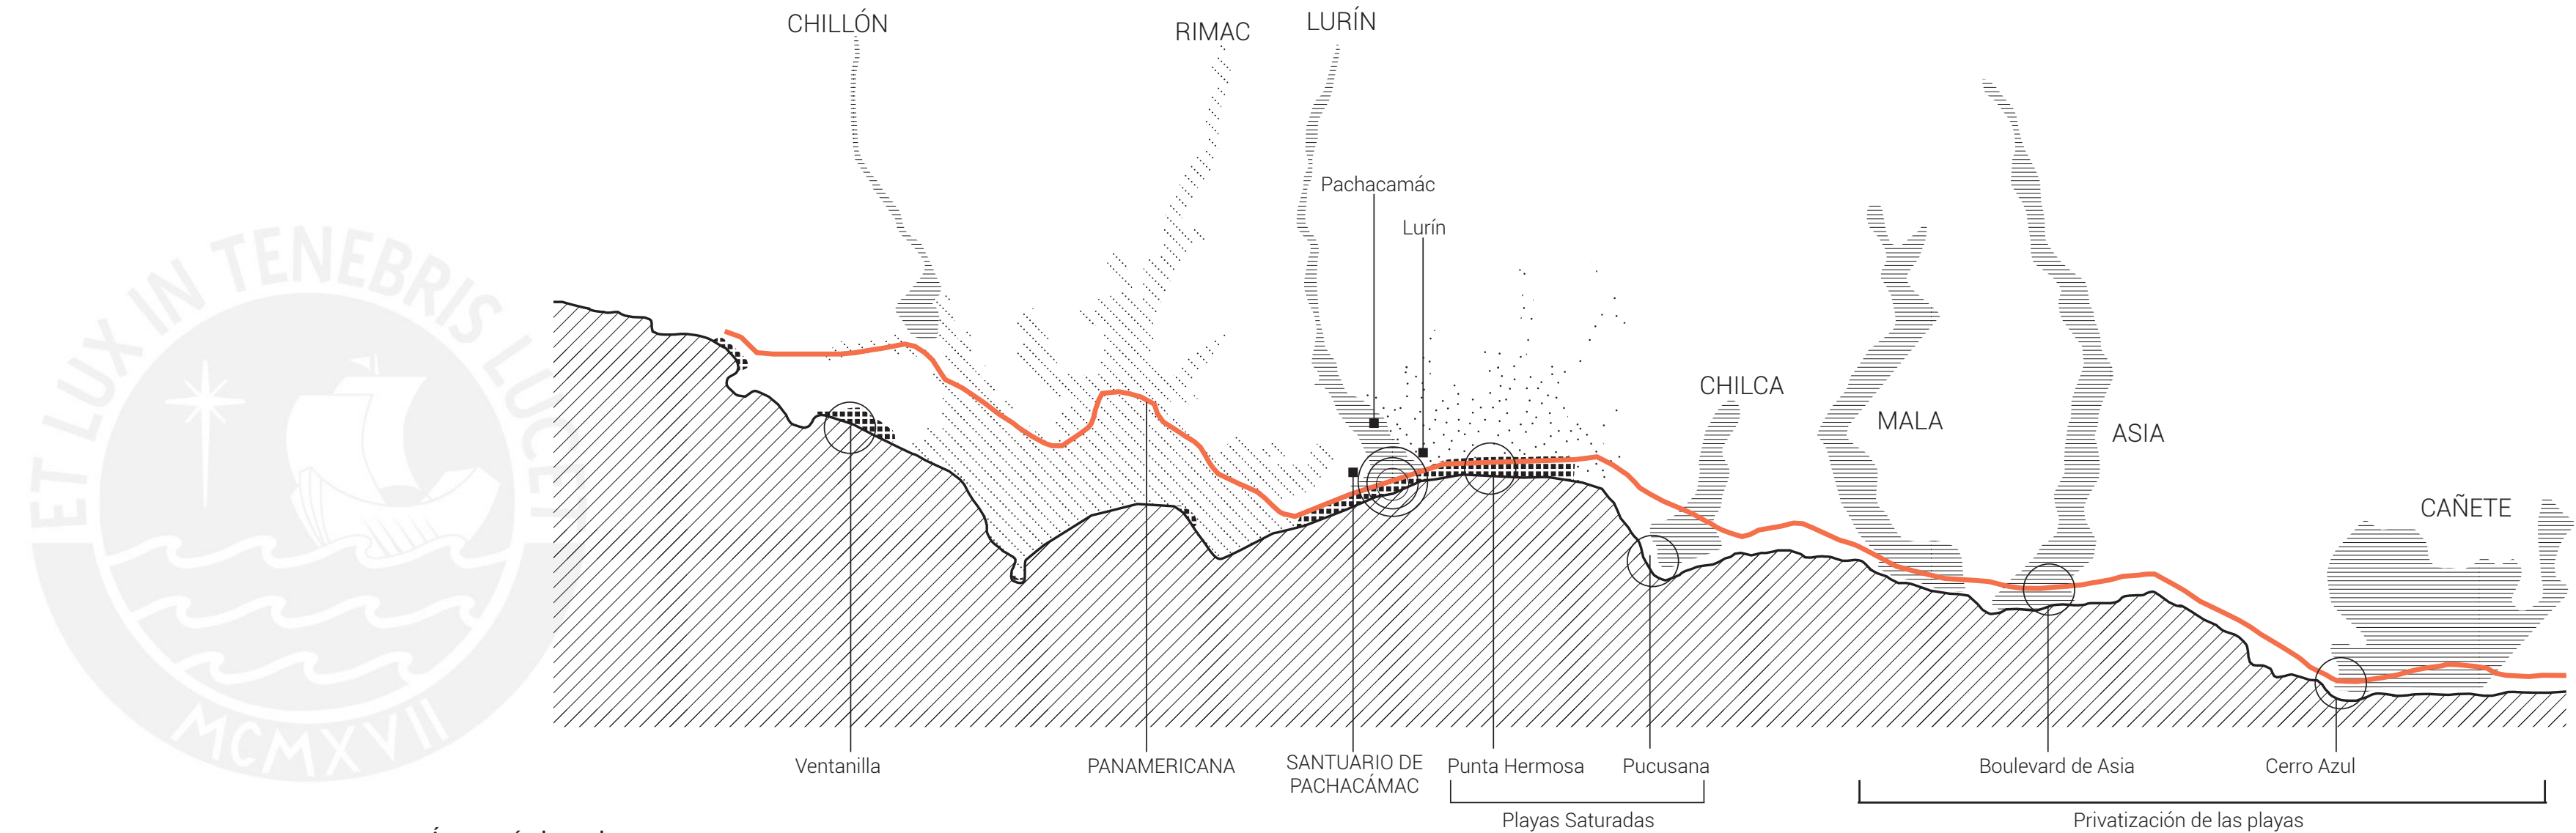 CHILLÓN
RIMAC
LURÍN
Pachacamác
Lurín
CHILCA
MALA
ASIA
CAÑETE
ET LUX IN TENEBRIS LUCET
MCMXVII
Ventanilla
PANAMERICANA
SANTUARIO DE
PACHACÁMAC
Punta Hermosa
Pucusana
Boulevard de Asia
Cerro Azul
Playas Saturadas
Privatización de las playas